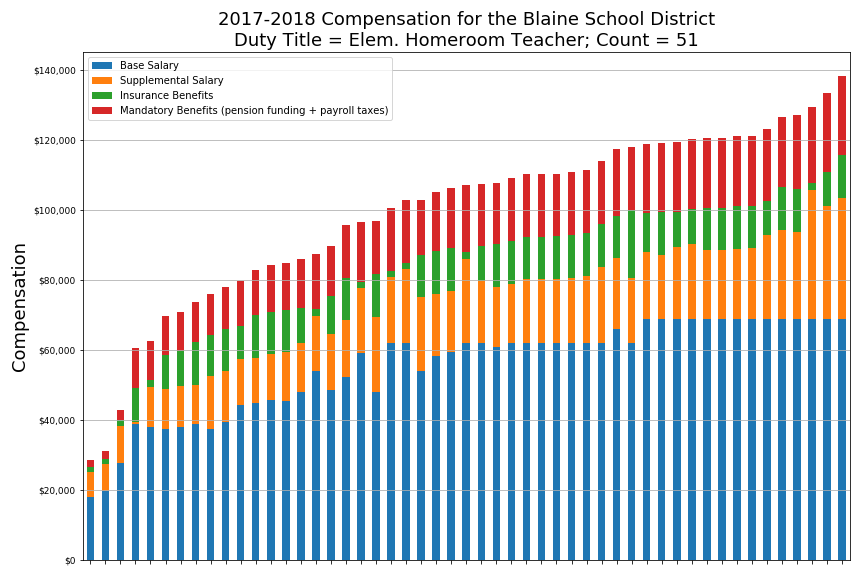 2017-2018 Compensation for the Blaine School District
Duty Title = Elem. Homeroom Teacher; Count = 51
Base Salary
Supplemental Salary
Insurance Benefits
Mandatory Benefits (pension funding + payroll taxes)
$140,000
$120,000
$100,000
$80,000
$60,000
$40,000
$20,000
$0
Compensation